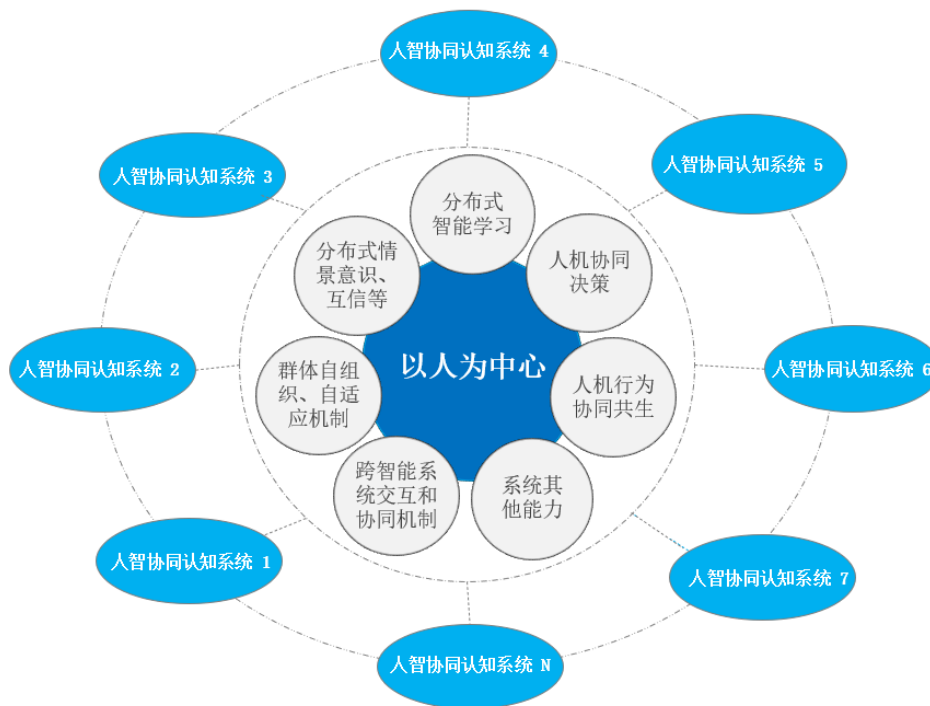 人智协同认知系统 4
人智协同认知系统 3
人智协同认知系统 5
分布式
智能学习
分布式情
景意识、
互信等
人机协同
决策
以人为中心
人智协同认知系统 2
人智协同认知系统 6
群体自组
织、自适
应机制
人机行为
协同共生
跨智能系
统交互和
协同机制
系统其
他能力
人智协同认知系统 1
人智协同认知系统 7
人智协同认知系统 N